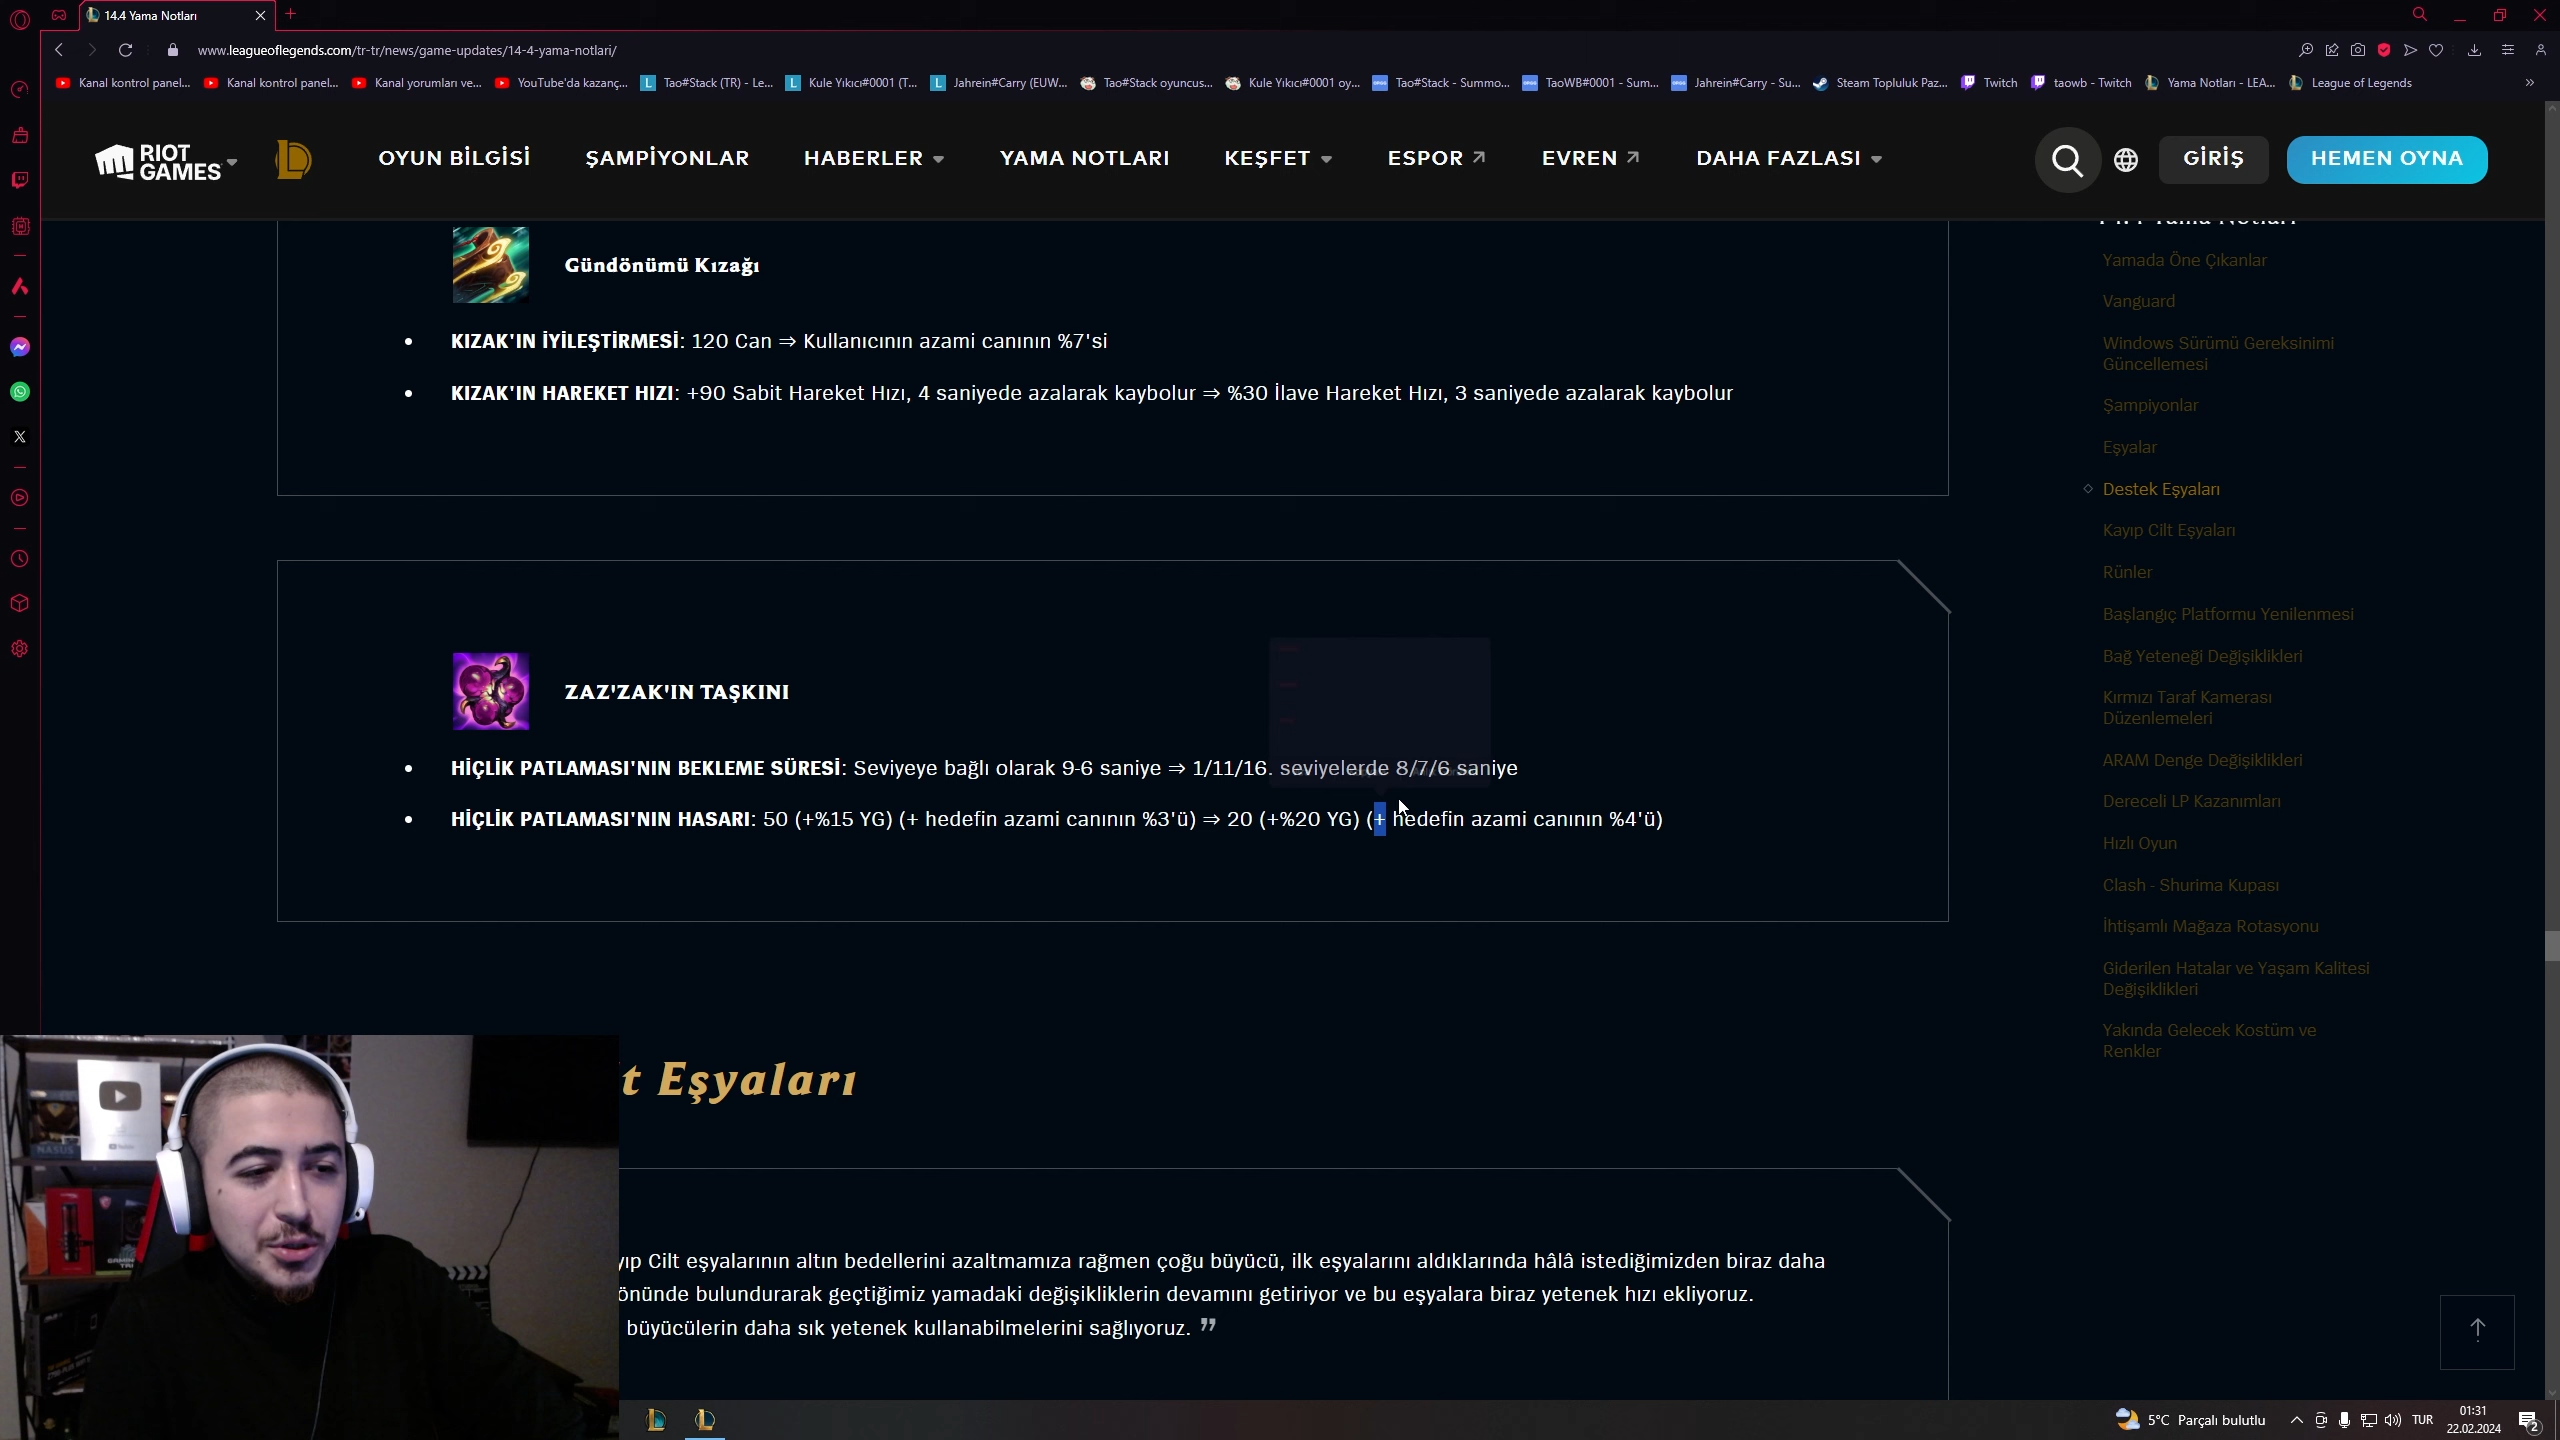 14.4 Yama Notları
www.leagueoflegends.com/tr-tr/news/game-updates/14-4-yama-notlari/
Kanal kontrol panel...
Kanal kontrol panel...
Kanal yorumları ve...
YouTube'da kazanç...
Tao#Stack (TR) - Le...
Kule Yıkıcı#0001 (T...
Jahrein#Carry (EUW...
Tao#Stack oyuncus...
Kule Yıkıcı#0001 oy...
Tao#Stack - Summo...
TaoWB#0001 - Sum...
Jahrein#Carry - Su...
Steam Topluluk Paz...
Twitch
taowb - Twitch
Yama Notları - LEA...
League of Legends
RIOT GAMES
OYUN BİLGİSİ
ŞAMPİYONLAR
HABERLER
YAMA NOTLARI
KEŞFET
ESPOR
EVREN
DAHA FAZLASI
GİRİŞ
HEMEN OYNA
Gündönümü Kızağı
• KIZAK'IN İYİLEŞTİRMESİ: 120 Can ⇒ Kullanıcının azami canının %7'si
• KIZAK'IN HAREKET HIZI: +90 Sabit Hareket Hızı, 4 saniyede azalarak kaybolur ⇒ %30 İlave Hareket Hızı, 3 saniyede azalarak kaybolur
ZAZ'ZAK'IN TAŞKINI
• HİÇLİK PATLAMASI'NIN BEKLEME SÜRESİ: Seviyeye bağlı olarak 9-6 saniye ⇒ 1/11/16. seviyelerde 8/7/6 saniye
• HİÇLİK PATLAMASI'NIN HASARI: 50 (+%15 YG) (+ hedefin azami canının %3'ü) ⇒ 20 (+%20 YG) (+ hedefin azami canının %4'ü)
t Eşyaları
yıp Cilt eşyalarının altın bedellerini azaltmamıza rağmen çoğu büyücü, ilk eşyalarını aldıklarında hâlâ istediğimizden biraz daha
önünde bulundurarak geçtiğimiz yamadaki değişikliklerin devamını getiriyor ve bu eşyalara biraz yetenek hızı ekliyoruz.
büyücülerin daha sık yetenek kullanabilmelerini sağlıyoruz. ”
14.4 Yama Notları
Yamada Öne Çıkanlar
Vanguard
Windows Sürümü Gereksinimi
Güncellemesi
Şampiyonlar
Eşyalar
Destek Eşyaları
Kayıp Cilt Eşyaları
Rünler
Başlangıç Platformu Yenilenmesi
Bağ Yeteneği Değişiklikleri
Kırmızı Taraf Kamerası
Düzenlemeleri
ARAM Denge Değişiklikleri
Dereceli LP Kazanımları
Hızlı Oyun
Clash - Shurima Kupası
İhtişamlı Mağaza Rotasyonu
Giderilen Hatalar ve Yaşam Kalitesi
Değişiklikleri
Yakında Gelecek Kostüm ve
Renkler
NASUS
5°C Parçalı bulutlu
TUR
01:31
22.02.2024
2